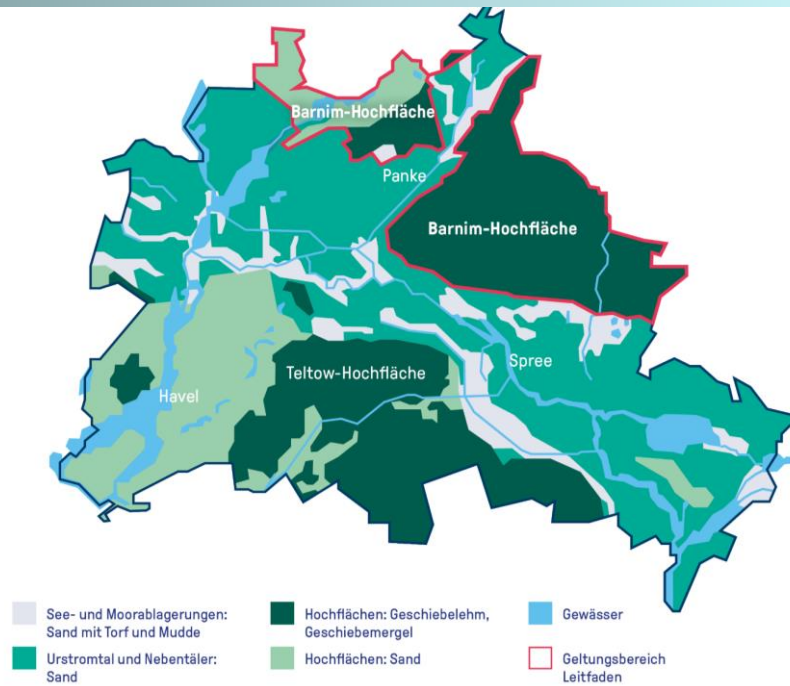 Barnim-Hochfläche
Panke
Barnim-Hochfläche
Spree
Teltow-Hochfläche
Havel
See- und Moorablagerungen:
Sand mit Torf und Mudde
Urstromtal und Nebentäler:
Sand
Hochflächen: Geschiebelehm,
Geschiebemergel
Hochflächen: Sand
Gewässer
Geltungsbereich
Leitfaden